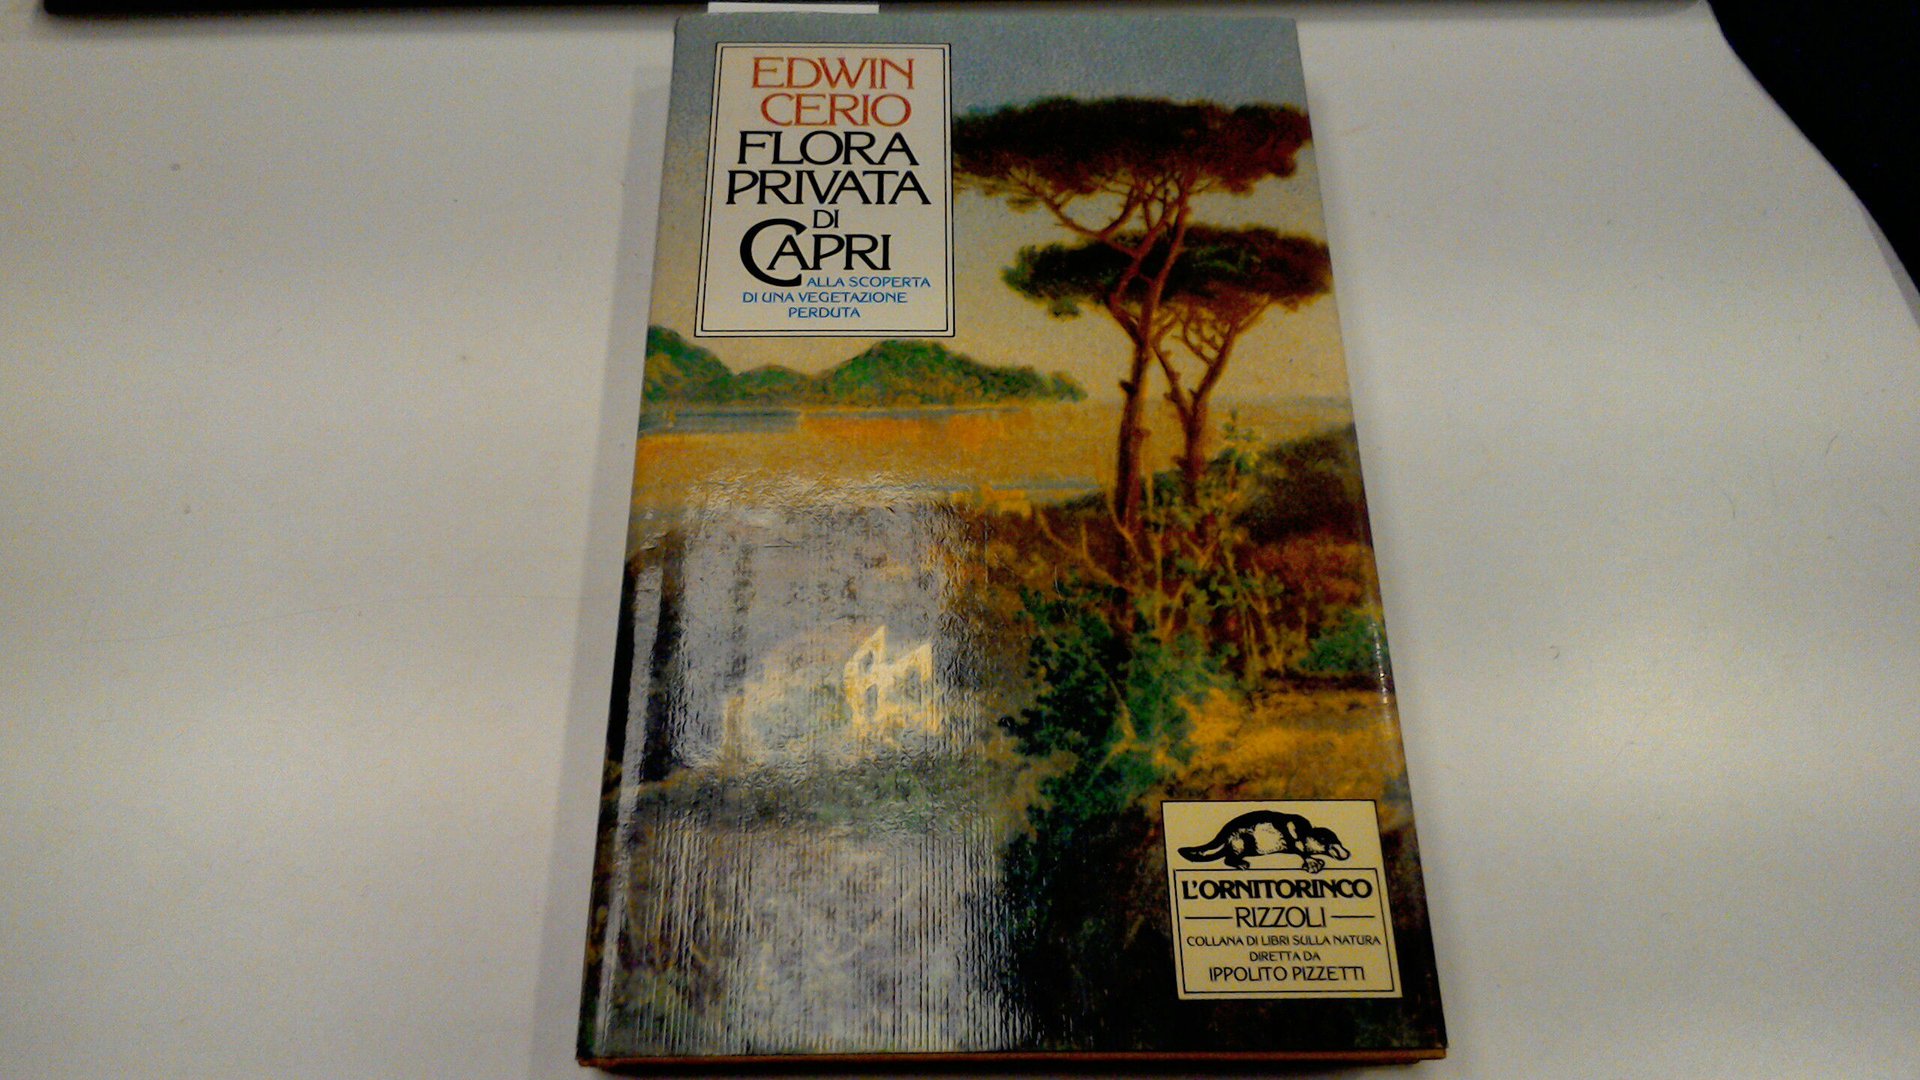 EDWIN
CERIO
FLORA
PRIVATA
DI
CAPRI
ALLA SCOPERTA
DI UNA VEGETAZIONE
PERDUTA
L'ORNITORINCO
RIZZOLI
COLLANA DI LIBRI SULLA NATURA
DIRETTA DA
IPPOLITO PIZZETTI